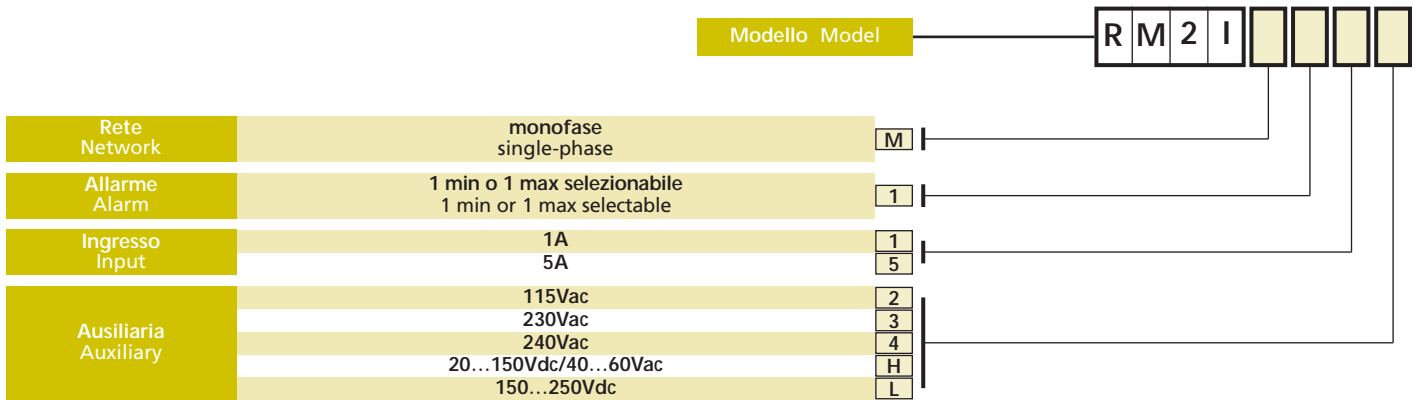 Modello Model
R M 2 I
Rete
Network
monofase
single-phase
M
Allarme
Alarm
1 min o 1 max selezionabile
1 min or 1 max selectable
1
Ingresso
Input
1A
1
5A
5
Ausiliaria
Auxiliary
115Vac
2
230Vac
3
240Vac
4
20...150Vdc/40...60Vac
H
150...250Vdc
L